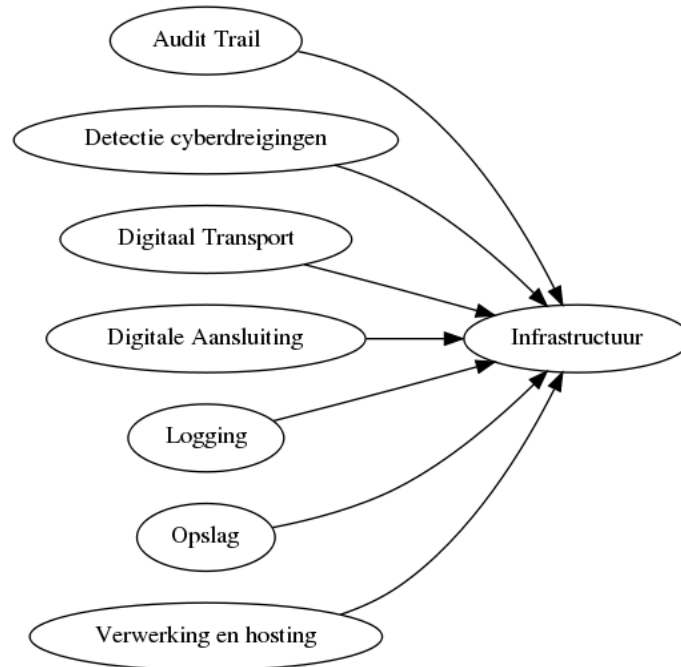 Audit Trail
Detectie cyberdreigingen
Digitaal Transport
Digitale Aansluiting
Infrastructuur
Logging
Opslag
Verwerking en hosting